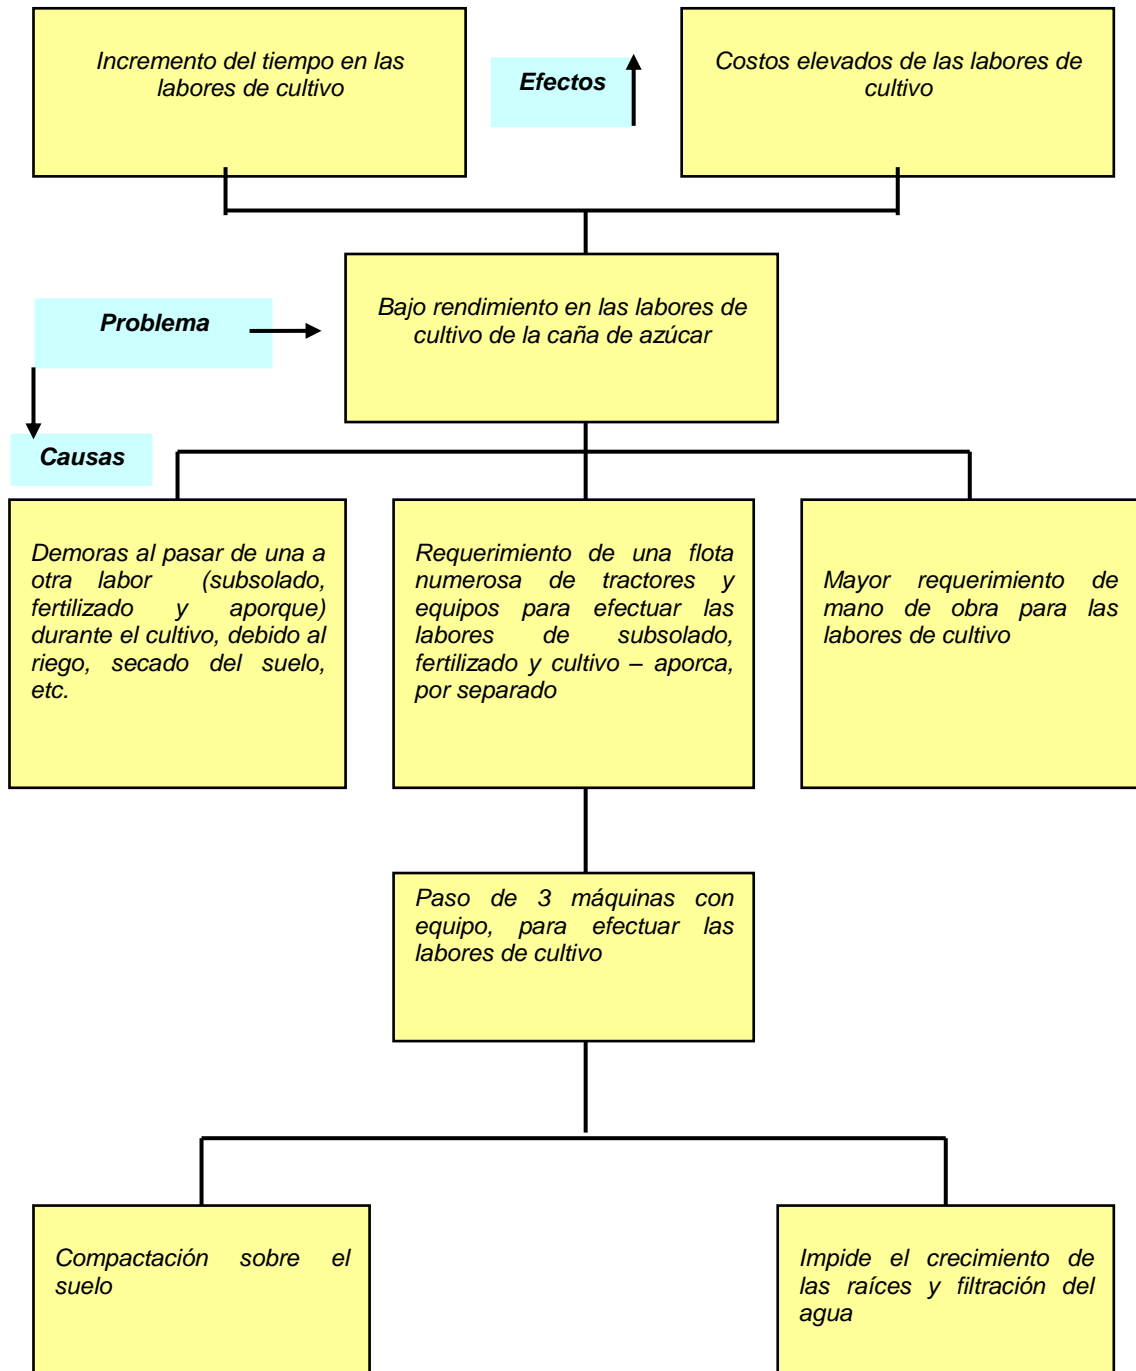 Incremento del tiempo en las
labores de cultivo
Efectos
Costos elevados de las labores de
cultivo
Problema
Bajo rendimiento en las labores de
cultivo de la caña de azúcar
Causas
Demoras al pasar de una a
otra labor (subsolado,
fertilizado y aporque)
durante el cultivo, debido al
riego, secado del suelo,
etc.
Requerimiento de una flota
numerosa de tractores y
equipos para efectuar las
labores de subsolado,
fertilizado y cultivo – aporca,
por separado
Mayor requerimiento de
mano de obra para las
labores de cultivo
Paso de 3 máquinas con
equipo, para efectuar las
labores de cultivo
Compactación sobre el
suelo
Impide el crecimiento de
las raíces y filtración del
agua